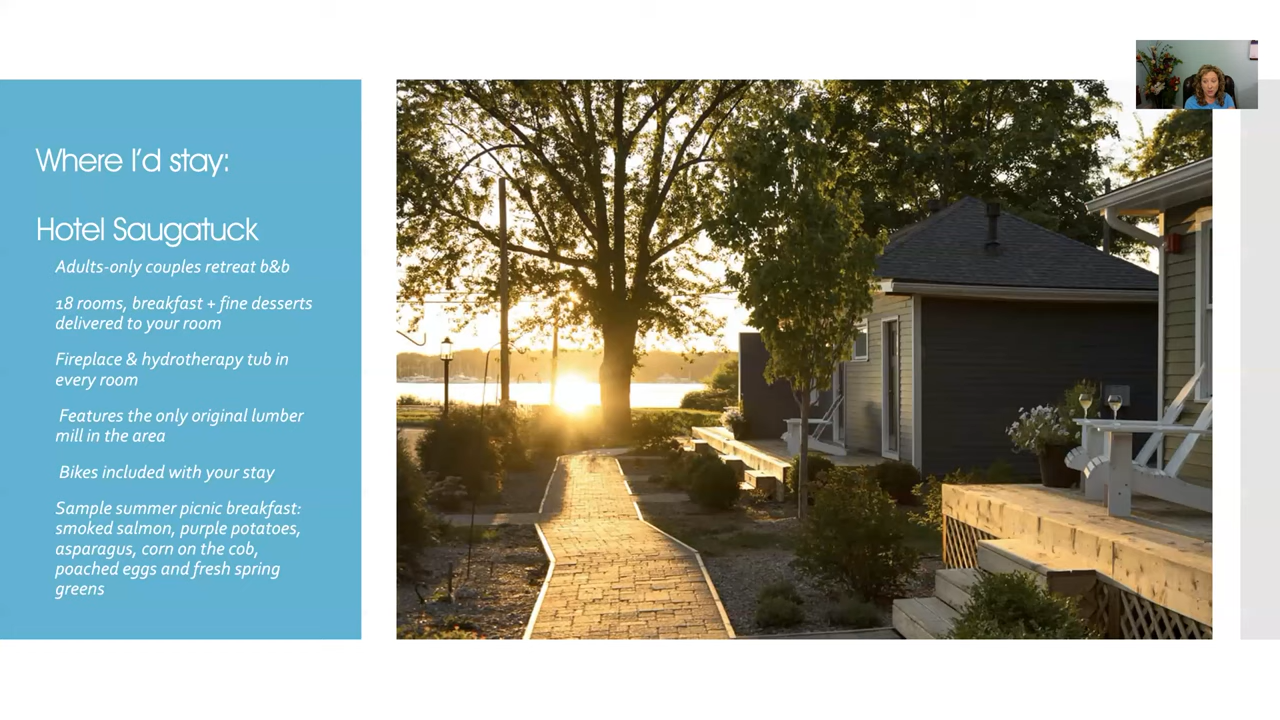 Where I'd stay:
Hotel Saugatuck
Adults-only couples retreat b&b
18 rooms, breakfast + fine desserts
delivered to your room
Fireplace & hydrotherapy tub in
every room
Features the only original lumber
mill in the area
Bikes included with your stay
Sample summer picnic breakfast:
smoked salmon, purple potatoes,
asparagus, corn on the cob,
poached eggs and fresh spring
greens